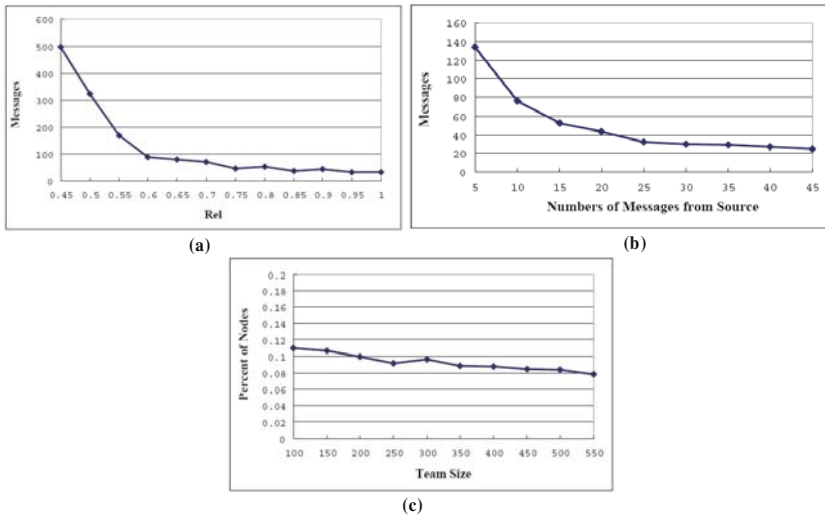 600
500
400
300
200
100
0
Messages
0.45 0.5 0.55 0.6 0.65 0.7 0.75 0.8 0.85 0.9 0.95 1
Rel
(a)
160
140
120
100
80
60
40
20
0
Messages
5 10 15 20 25 30 35 40 45
Numbers of Messages from Source
(b)
0.2
0.18
0.16
0.14
0.12
0.1
0.08
0.06
0.04
0.02
0
Percent of Nodes
100 150 200 250 300 350 400 450 500 550
Team Size
(c)